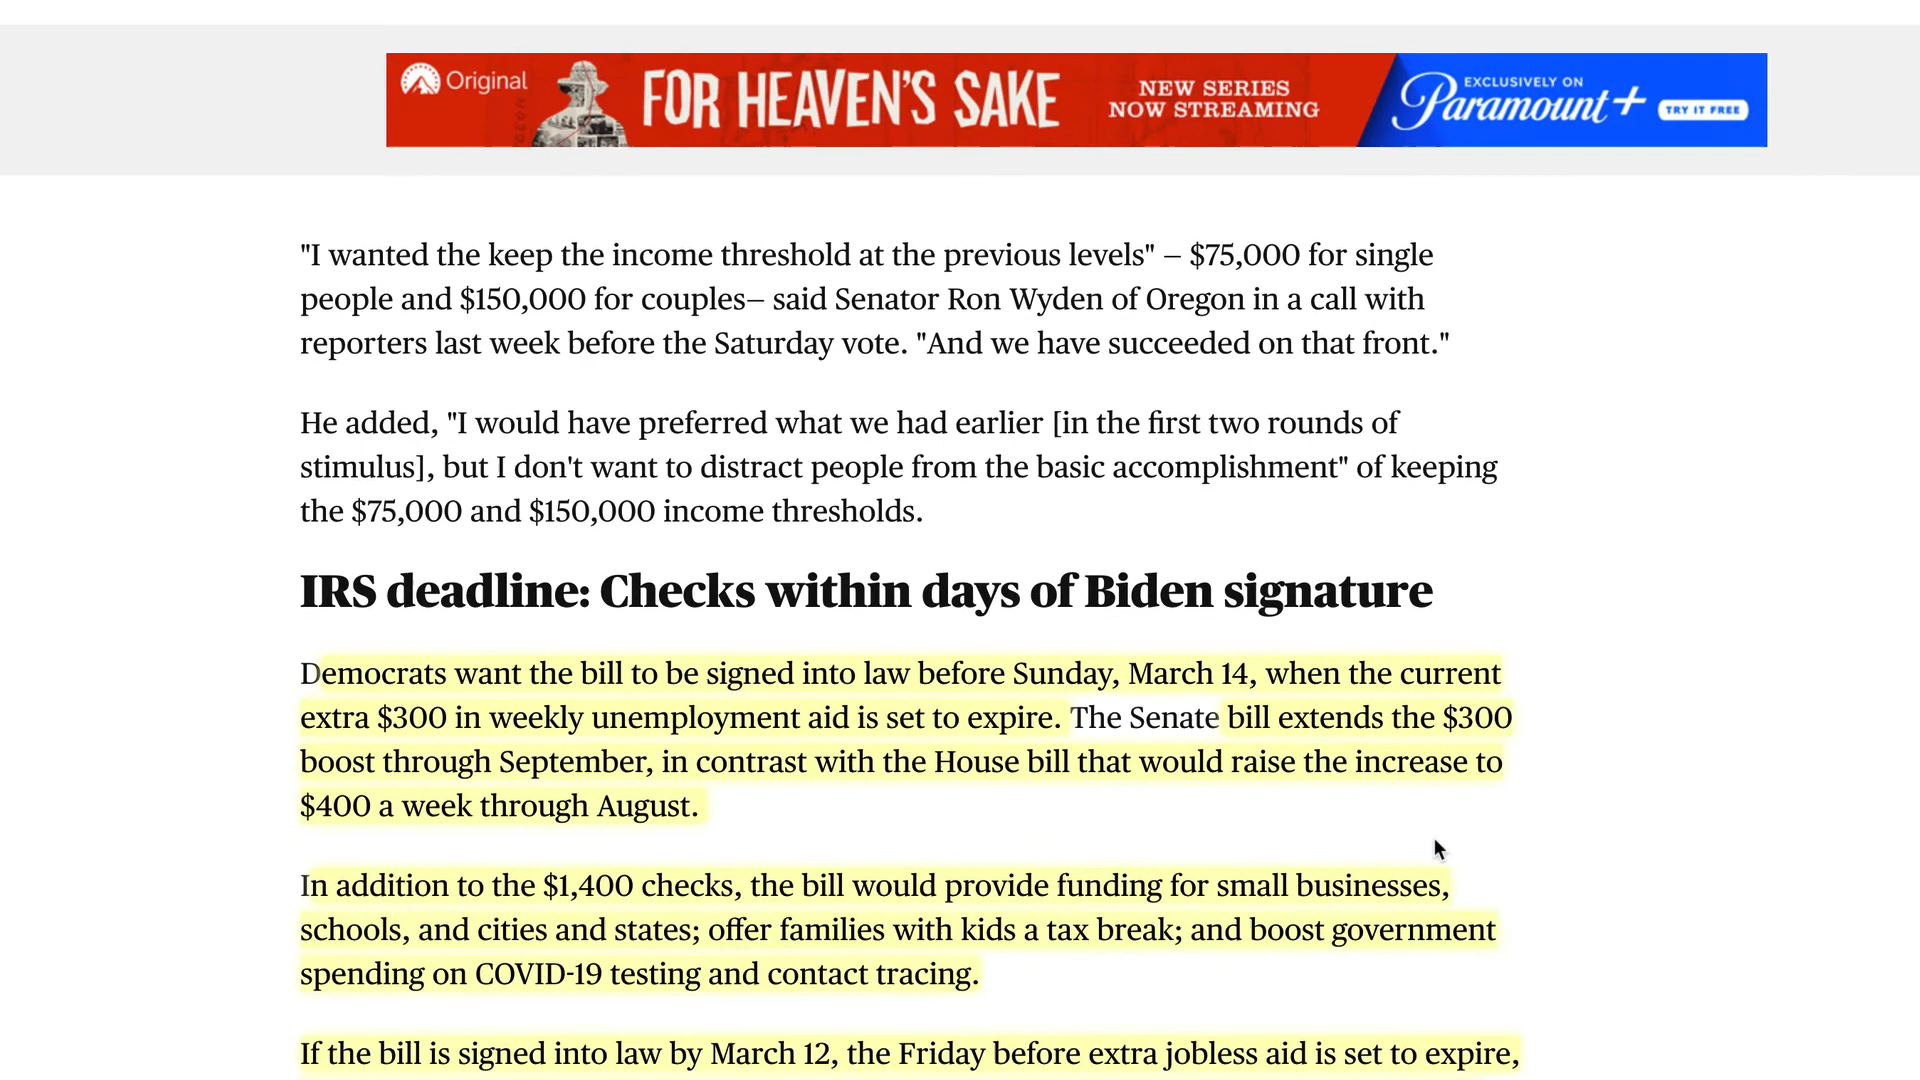 Original
FOR HEAVEN'S SAKE
NEW SERIES
NOW STREAMING
EXCLUSIVELY ON
Paramount+
TRY IT FREE
"I wanted the keep the income threshold at the previous levels" — $75,000 for single
people and $150,000 for couples— said Senator Ron Wyden of Oregon in a call with
reporters last week before the Saturday vote. "And we have succeeded on that front."
He added, "I would have preferred what we had earlier [in the first two rounds of
stimulus], but I don't want to distract people from the basic accomplishment" of keeping
the $75,000 and $150,000 income thresholds.
IRS deadline: Checks within days of Biden signature
Democrats want the bill to be signed into law before Sunday, March 14, when the current
extra $300 in weekly unemployment aid is set to expire. The Senate bill extends the $300
boost through September, in contrast with the House bill that would raise the increase to
$400 a week through August.
In addition to the $1,400 checks, the bill would provide funding for small businesses,
schools, and cities and states; offer families with kids a tax break; and boost government
spending on COVID-19 testing and contact tracing.
If the bill is signed into law by March 12, the Friday before extra jobless aid is set to expire,